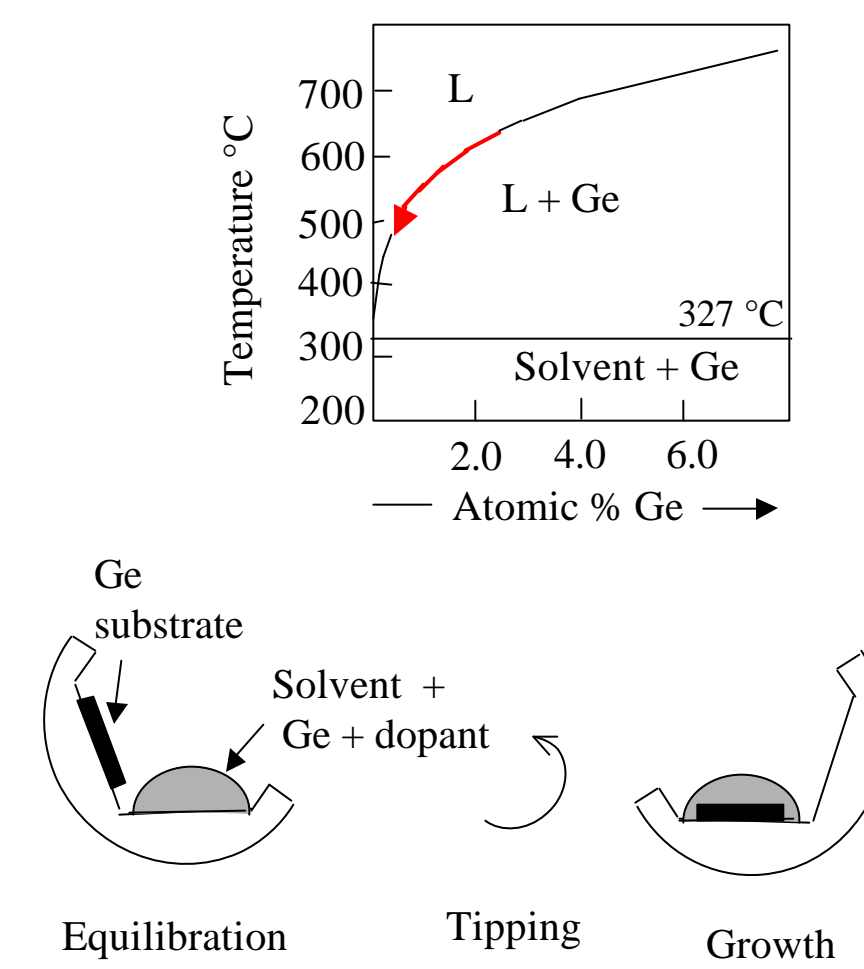 L
700
600
500
400
300
200
Temperature °C
L + Ge
327 °C
Solvent + Ge
2.0 4.0 6.0
Atomic % Ge
Ge
substrate
Solvent +
Ge + dopant
Equilibration
Tipping
Growth